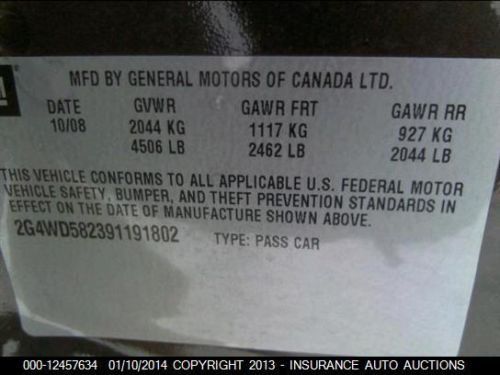 MFD BY GENERAL MOTORS OF CANADA LTD.
DATE GVWR GAWR FRT GAWR RR
10/08 2044 KG 1117 KG 927 KG
4506 LB 2462 LB 2044 LB
THIS VEHICLE CONFORMS TO ALL APPLICABLE U.S. FEDERAL MOTOR
VEHICLE SAFETY, BUMPER, AND THEFT PREVENTION STANDARDS IN
EFFECT ON THE DATE OF MANUFACTURE SHOWN ABOVE.
2G4WD582391191802 TYPE: PASS CAR
000-12457634 01/10/2014 COPYRIGHT 2013 - INSURANCE AUTO AUCTIONS